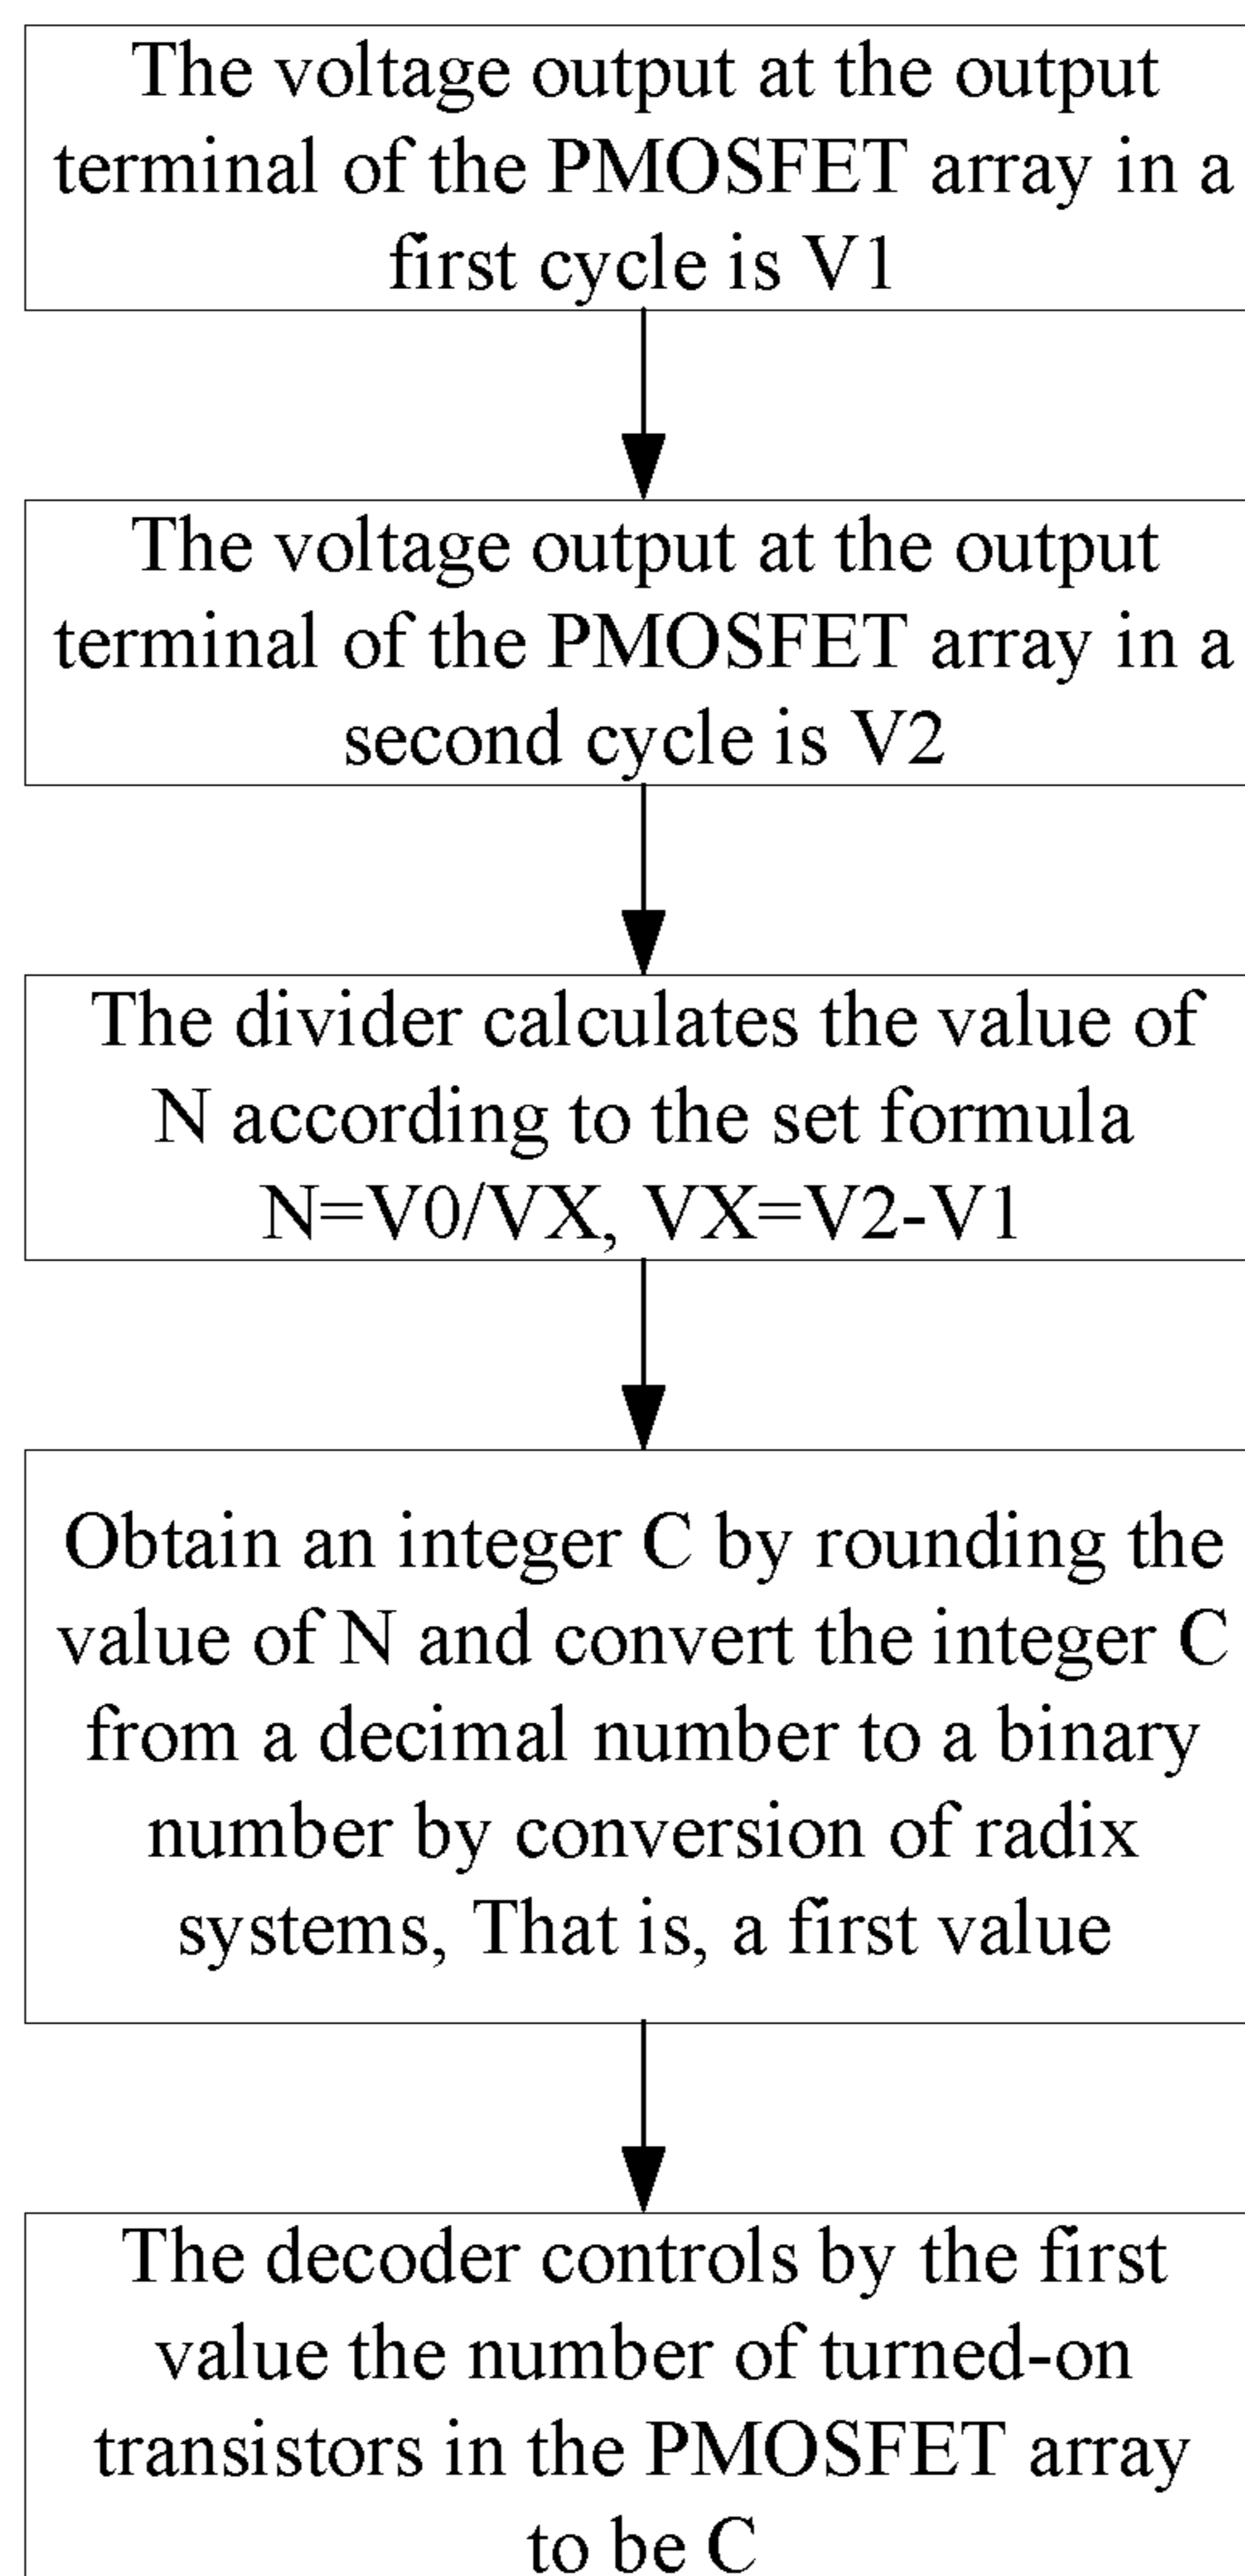 The voltage output at the output
terminal of the PMOSFET array in a
first cycle is V1
The voltage output at the output
terminal of the PMOSFET array in a
second cycle is V2
The divider calculates the value of
N according to the set formula
N=V0/VX, VX=V2-V1
Obtain an integer C by rounding the
value of N and convert the integer C
from a decimal number to a binary
number by conversion of radix
systems, That is, a first value
The decoder controls by the first
value the number of turned-on
transistors in the PMOSFET array
to be C